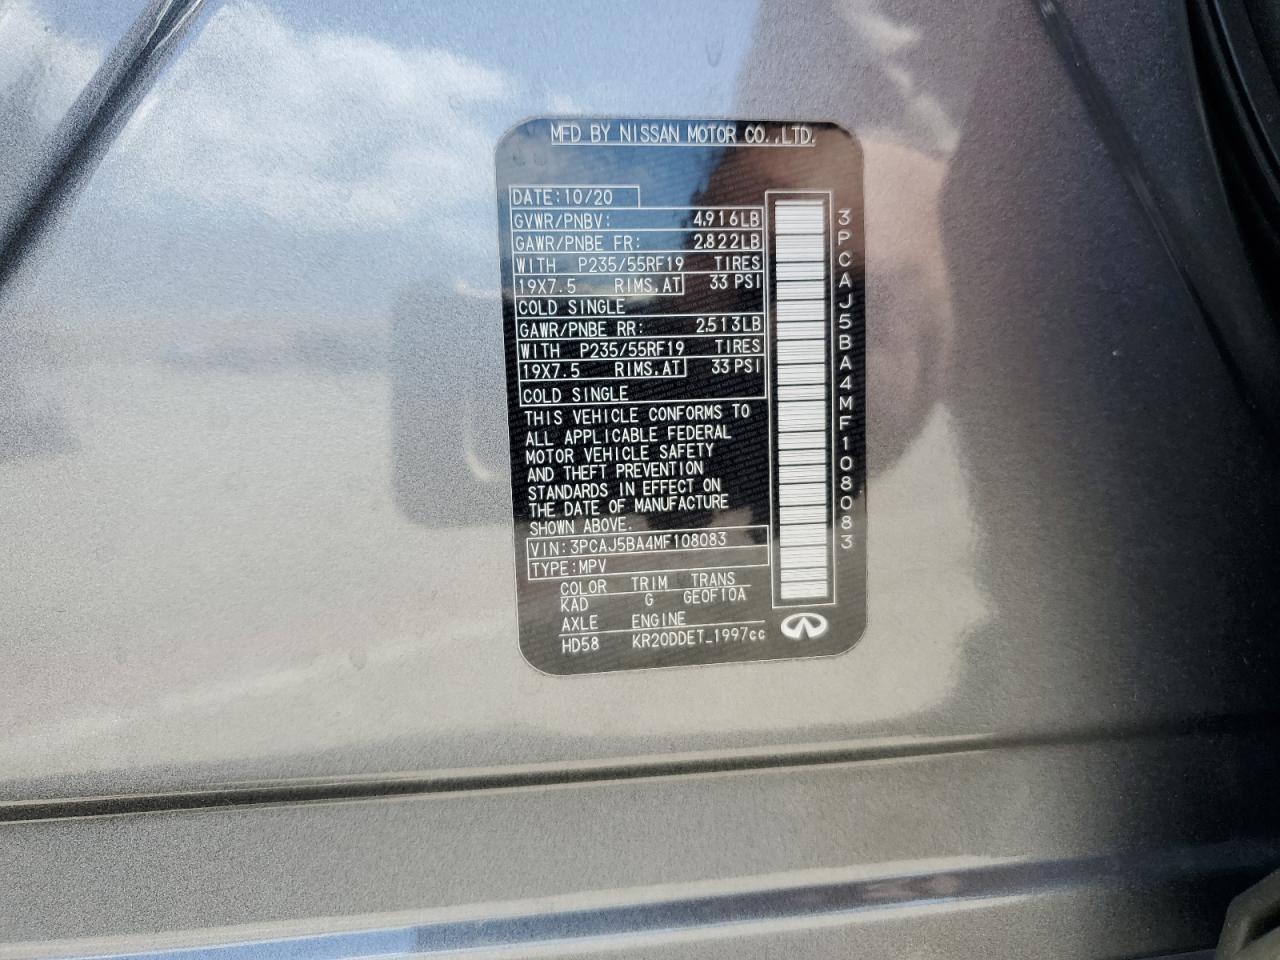 MFD BY NISSAN MOTOR CO.,LTD.
DATE:10/20
GVWR/PNBV: 4.916LB
GAWR/PNBE FR: 2.822LB
WITH P235/55RF19 TIRES
19X7.5 RIMS.AT 33 PSI
COLD SINGLE
GAWR/PNBE RR: 2.513LB
WITH P235/55RF19 TIRES
19X7.5 RIMS.AT 33 PSI
COLD SINGLE
THIS VEHICLE CONFORMS TO
ALL APPLICABLE FEDERAL
MOTOR VEHICLE SAFETY
AND THEFT PREVENTION
STANDARDS IN EFFECT ON
THE DATE OF MANUFACTURE
SHOWN ABOVE.
VIN:3PCAJ5BA4MF108083
TYPE:MPV
COLOR TRIM TRANS
KAD G GE0F10A
AXLE ENGINE
HD58 KR20DDET_1997cc
3PCAJ5BA4MF108083